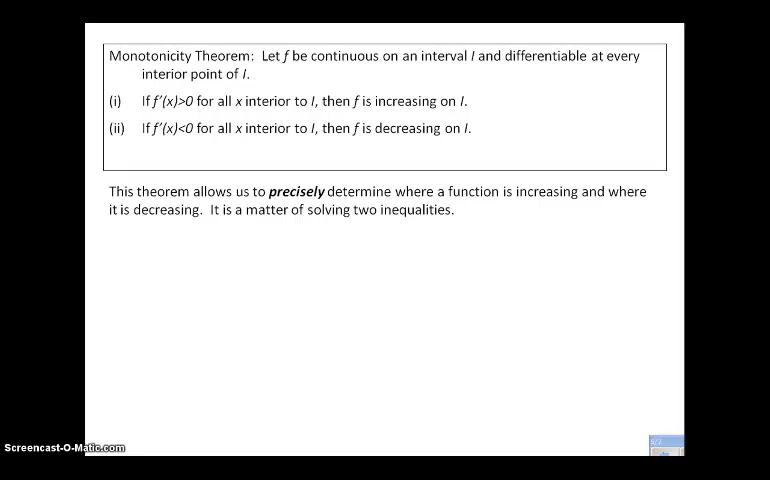 Monotonicity Theorem: Let f be continuous on an interval I and differentiable at every
interior point of I.
(i) If f'(x)>0 for all x interior to I, then f is increasing on I.
(ii) If f'(x)<0 for all x interior to I, then f is decreasing on I.
This theorem allows us to precisely determine where a function is increasing and where
it is decreasing. It is a matter of solving two inequalities.
Screencast-O-Matic.com